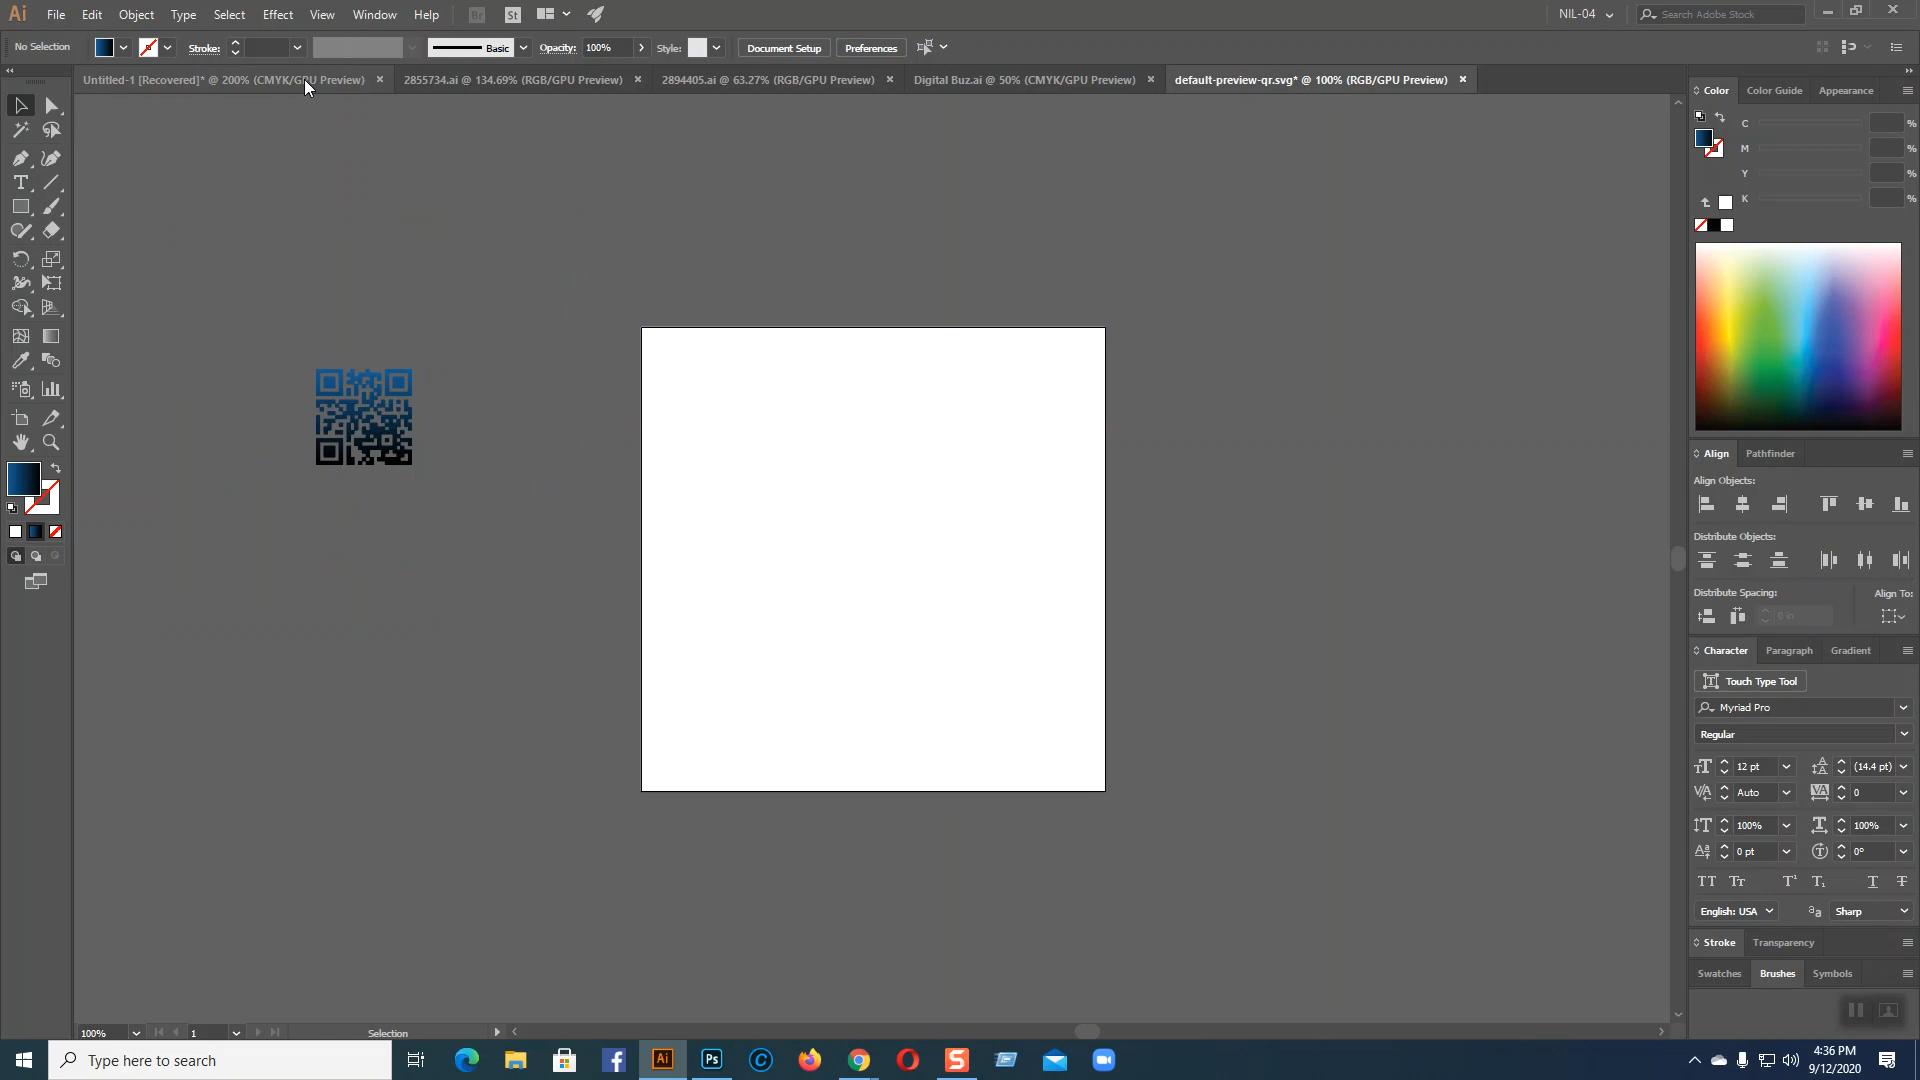 Ai File Edit Object Type Select Effect View Window Help Br St NIL-04 Search Adobe Stock
No Selection Stroke: Basic Opacity: 100% Style: Document Setup Preferences
Untitled-1 [Recovered]* @ 200% (CMYK/GPU Preview) × 2855734.ai @ 134.69% (RGB/GPU Preview) × 2894405.ai @ 63.27% (RGB/GPU Preview) × Digital Buz.ai @ 50% (CMYK/GPU Preview) × default-preview-qr.svg* @ 100% (RGB/GPU Preview) ×
Color Color Guide Appearance
C %
M %
Y %
K %
Align Pathfinder
Align Objects:
Distribute Objects:
Distribute Spacing: Align To:
0 in
Character Paragraph Gradient
Touch Type Tool
Myriad Pro
Regular
12 pt (14.4 pt)
Auto 0
100% 100%
0 pt 0°
English: USA Sharp
Stroke Transparency
Swatches Brushes Symbols
100% 1 Selection
Type here to search
Ai Ps
4:36 PM
9/12/2020